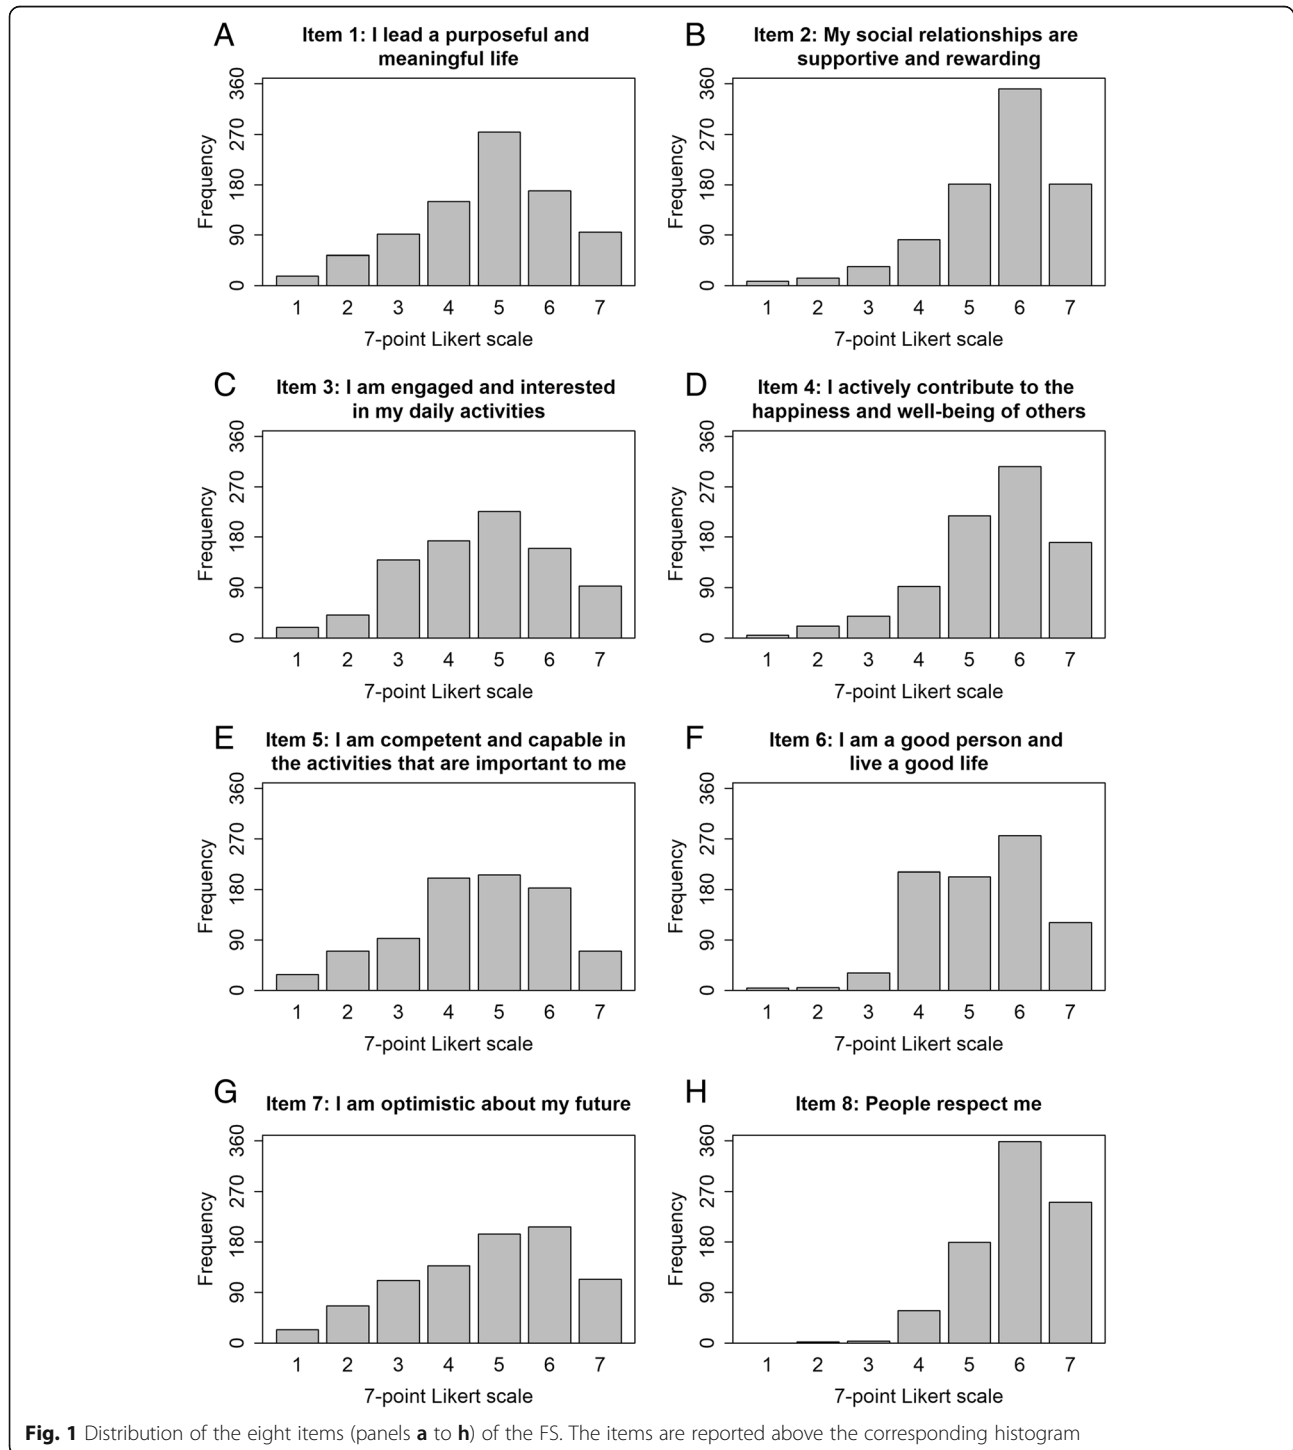 A
Item 1: I lead a purposeful and
meaningful life
Frequency
0 90 180 270 360
1 2 3 4 5 6 7
7-point Likert scale
B
Item 2: My social relationships are
supportive and rewarding
Frequency
0 90 180 270 360
1 2 3 4 5 6 7
7-point Likert scale
C
Item 3: I am engaged and interested
in my daily activities
Frequency
0 90 180 270 360
1 2 3 4 5 6 7
7-point Likert scale
D
Item 4: I actively contribute to the
happiness and well-being of others
Frequency
0 90 180 270 360
1 2 3 4 5 6 7
7-point Likert scale
E
Item 5: I am competent and capable in
the activities that are important to me
Frequency
0 90 180 270 360
1 2 3 4 5 6 7
7-point Likert scale
F
Item 6: I am a good person and
live a good life
Frequency
0 90 180 270 360
1 2 3 4 5 6 7
7-point Likert scale
G
Item 7: I am optimistic about my future
Frequency
0 90 180 270 360
1 2 3 4 5 6 7
7-point Likert scale
H
Item 8: People respect me
Frequency
0 90 180 270 360
1 2 3 4 5 6 7
7-point Likert scale
Fig. 1 Distribution of the eight items (panels a to h) of the FS. The items are reported above the corresponding histogram